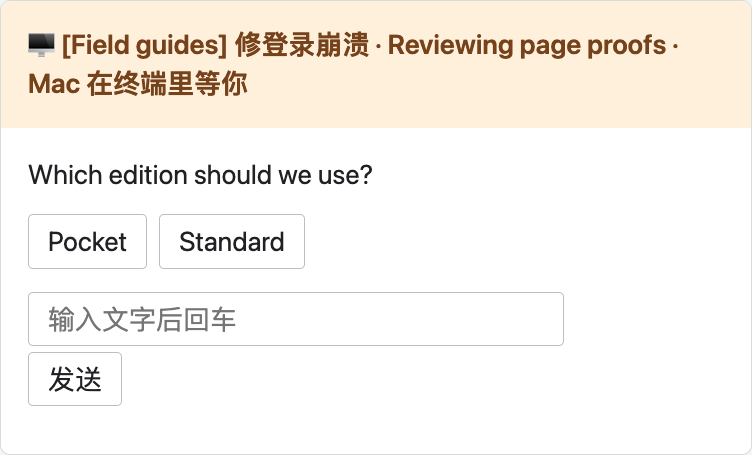 🖥️ [Field guides] 修登录崩溃 · Reviewing page proofs ·
Mac 在终端里等你
Which edition should we use?
Pocket Standard
输入文字后回车
发送